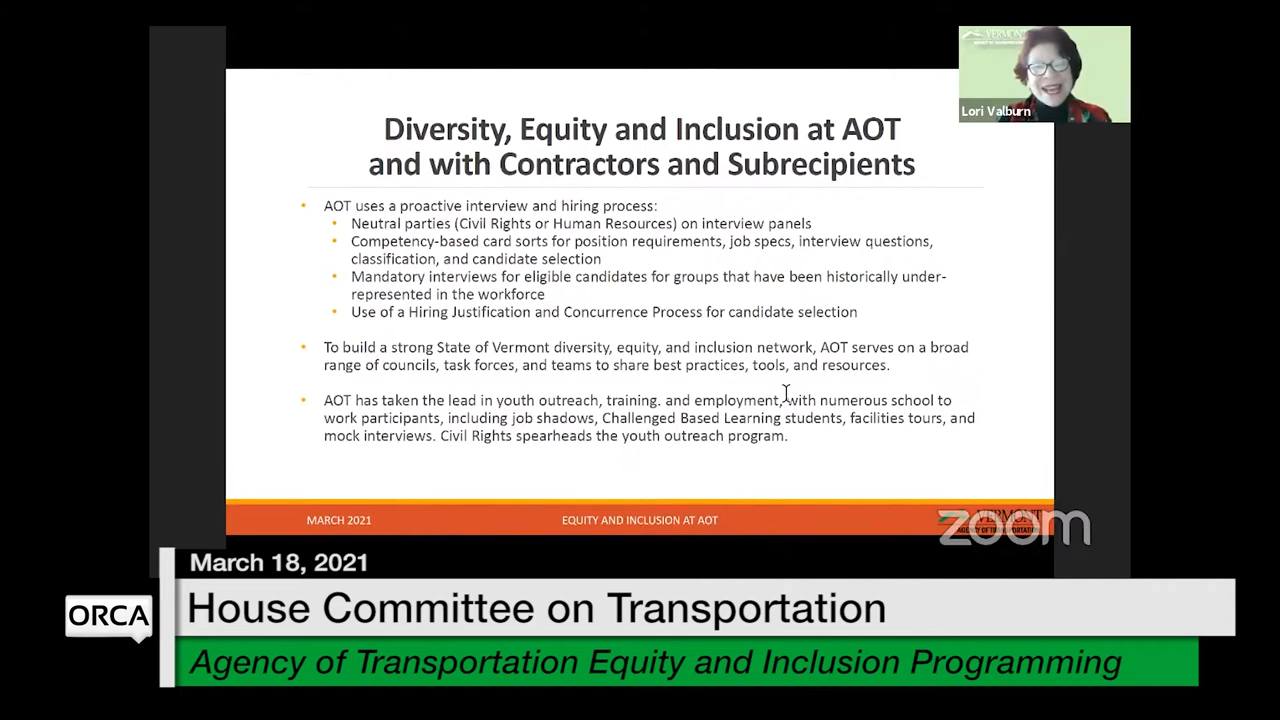 VERMONT
Lori Valburn
Diversity, Equity and Inclusion at AOT
and with Contractors and Subrecipients
• AOT uses a proactive interview and hiring process:
• Neutral parties (Civil Rights or Human Resources) on interview panels
• Competency-based card sorts for position requirements, job specs, interview questions,
classification, and candidate selection
• Mandatory interviews for eligible candidates for groups that have been historically under-
represented in the workforce
• Use of a Hiring Justification and Concurrence Process for candidate selection
• To build a strong State of Vermont diversity, equity, and inclusion network, AOT serves on a broad
range of councils, task forces, and teams to share best practices, tools, and resources.
• AOT has taken the lead in youth outreach, training. and employment, with numerous school to
work participants, including job shadows, Challenged Based Learning students, facilities tours, and
mock interviews. Civil Rights spearheads the youth outreach program.
MARCH 2021
EQUITY AND INCLUSION AT AOT
VERMONT
AGENCY OF TRANSPORTATION
zoom
March 18, 2021
ORCA
House Committee on Transportation
Agency of Transportation Equity and Inclusion Programming